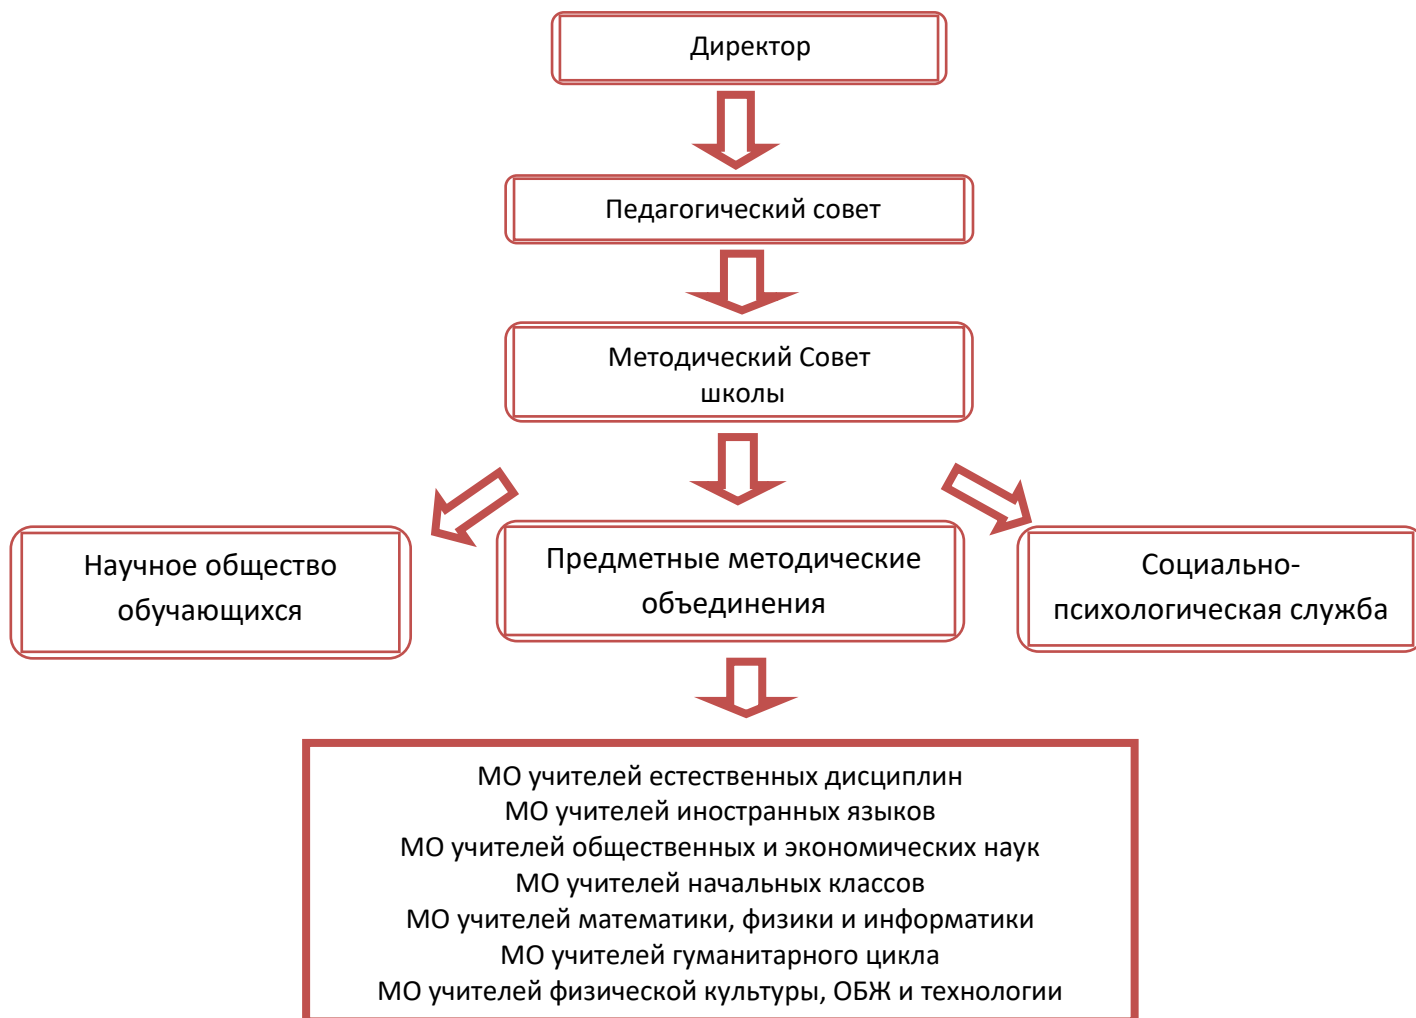 Директор
Педагогический совет
Методический Совет
школы
Научное общество
обучающихся
Предметные методические
объединения
Социально-
психологическая служба
МО учителей естественных дисциплин
МО учителей иностранных языков
МО учителей общественных и экономических наук
МО учителей начальных классов
МО учителей математики, физики и информатики
МО учителей гуманитарного цикла
МО учителей физической культуры, ОБЖ и технологии